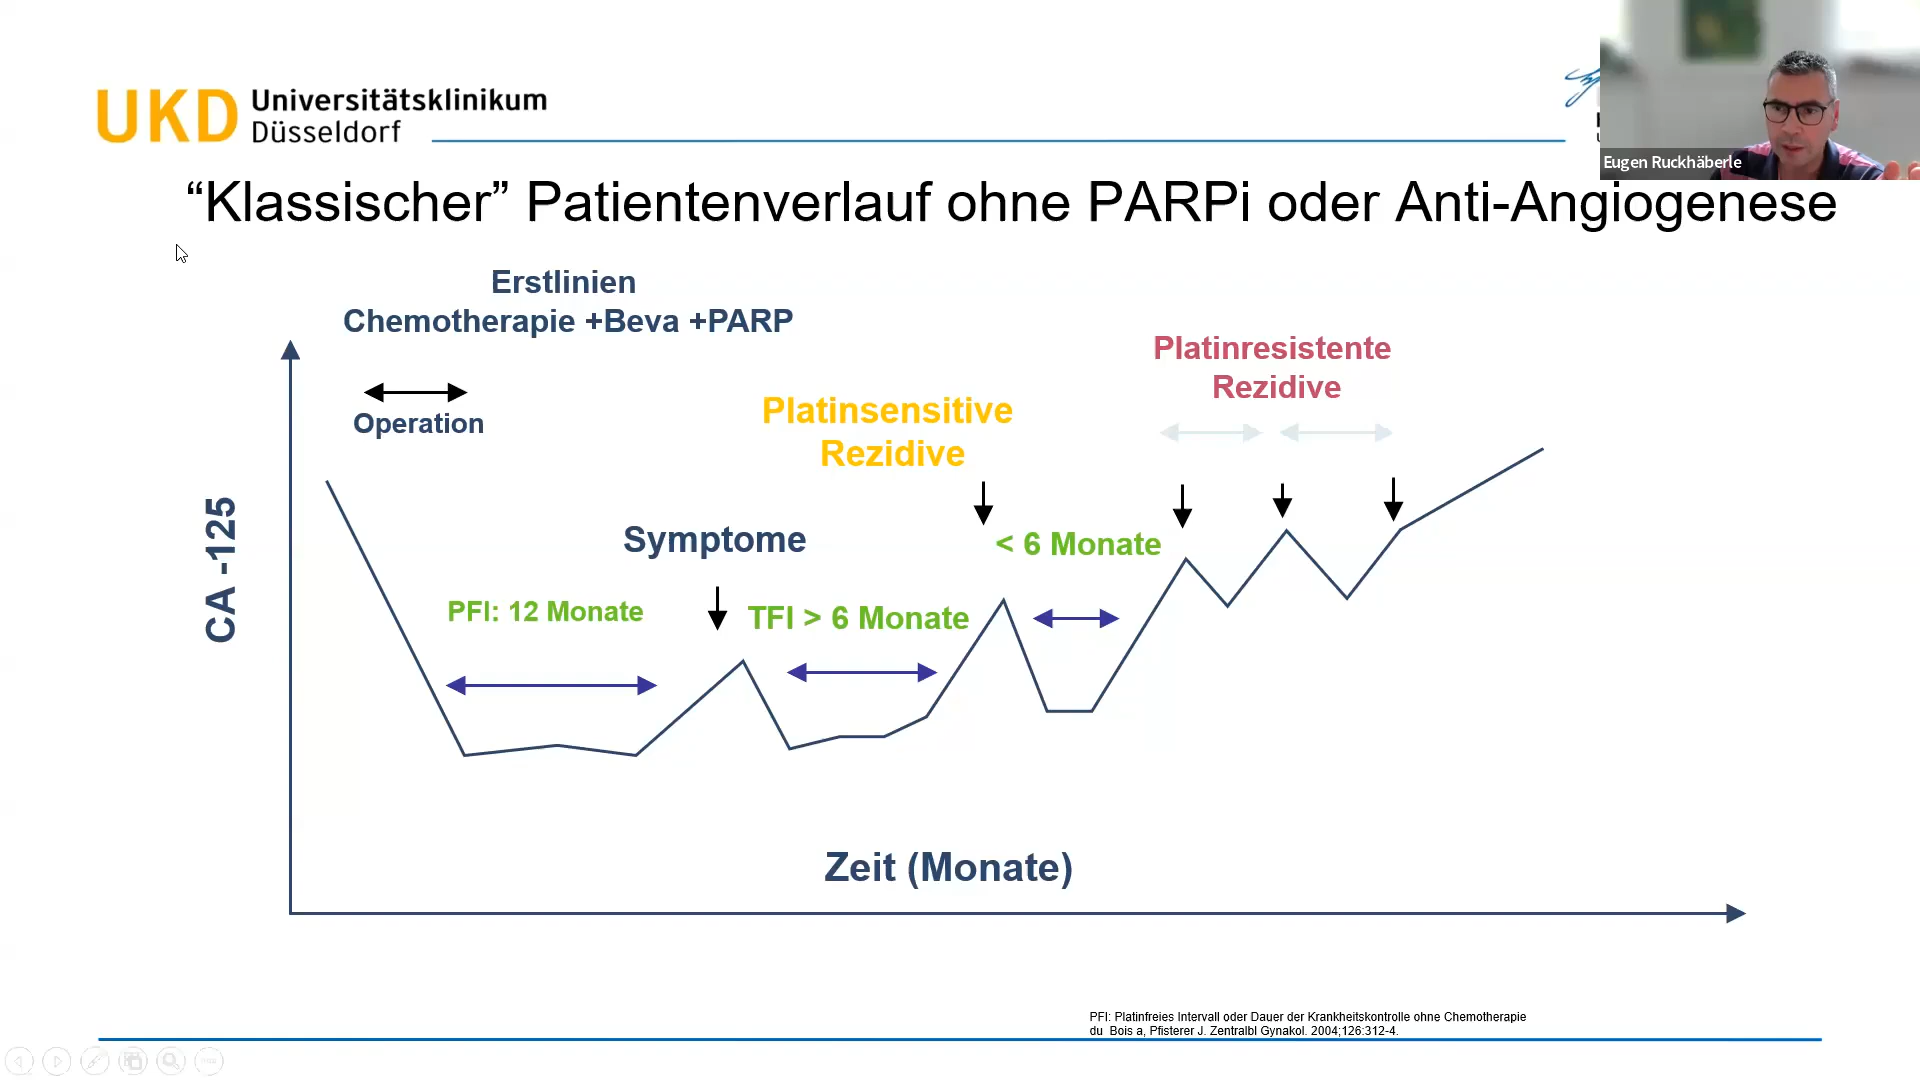 UKD Universitätsklinikum
Düsseldorf
Eugen Ruckhäberle
“Klassischer” Patientenverlauf ohne PARPi oder Anti-Angiogenese
Erstlinien
Chemotherapie +Beva +PARP
Operation
Platinsensitive
Rezidive
Platinresistente
Rezidive
Symptome
< 6 Monate
PFI: 12 Monate
TFI > 6 Monate
CA -125
Zeit (Monate)
PFI: Platinfreies Intervall oder Dauer der Krankheitskontrolle ohne Chemotherapie
du Bois a, Pfisterer J. Zentralbl Gynakol. 2004;126:312-4.